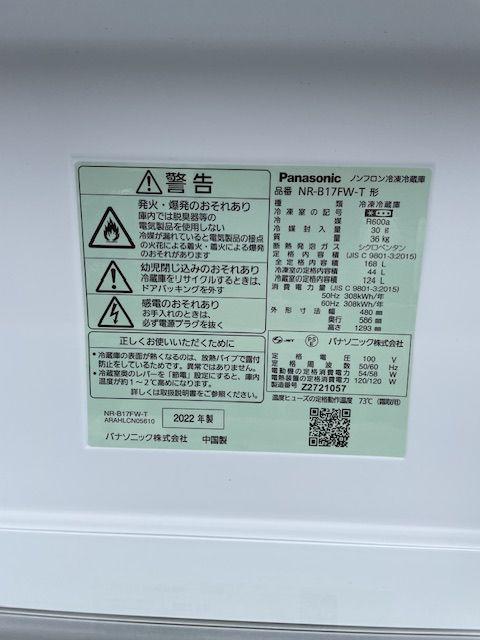 警告
発火・爆発のおそれあり
庫内では脱臭器等の
電気製品を使用しない
冷媒が漏れていると電気製品の接点
の火花による着火・着火による爆発
のおそれがあります
幼児閉じ込みのおそれあり
冷蔵庫をリサイクルするときは、
ドアパッキングを外す
感電のおそれあり
お手入れのときは、
必ず電源プラグを抜く
正しくお使いいただくために
・冷蔵庫の表面が熱くなるのは、放熱パイプで露付
防止をしているためです。異常ではありません。
・冷蔵室奥のレバーを「節電」設定にすると、庫内
温度が約1~2℃高めになります。
詳しくは取扱説明書をご覧ください。
NR-B17FW-T
ARAHLCN05610
2022 年製
パナソニック株式会社 中国製
Panasonic ノンフロン冷凍冷蔵庫
品番 NR-B17FW-T 形
種類 冷凍冷蔵庫
冷凍室の記号
冷媒 R600a
冷媒封入量 30 g
質量 36 kg
断熱発泡ガス シクロペンタン
定格内容積 (JIS C 9801-3:2015)
全定格内容積 168 L
冷凍室の定格内容積 44 L
冷蔵室の定格内容積 124 L
消費電力量 (JIS C 9801-3:2015)
50Hz 308kWh/年
60Hz 308kWh/年
外形寸法 幅 480 mm
奥行 586 mm
高さ 1293 mm
JET PSE パナソニック株式会社
定格電圧 100 V
定格周波数 50/60 Hz
電動機の定格消費電力 54/58 W
電熱装置の定格消費電力 120/120 W
製造番号 Z2721057
温度ヒューズの定格動作温度 73℃ (霜取用)